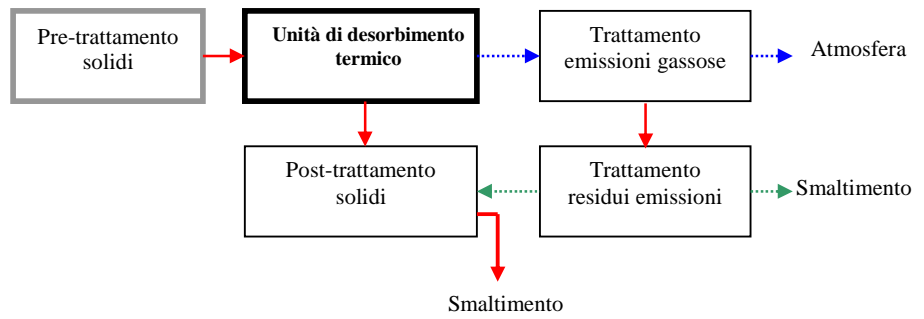 Pre-trattamento
solidi
Unità di desorbimento
termico
Trattamento
emissioni gassose
Atmosfera
Post-trattamento
solidi
Trattamento
residui emissioni
Smaltimento
Smaltimento